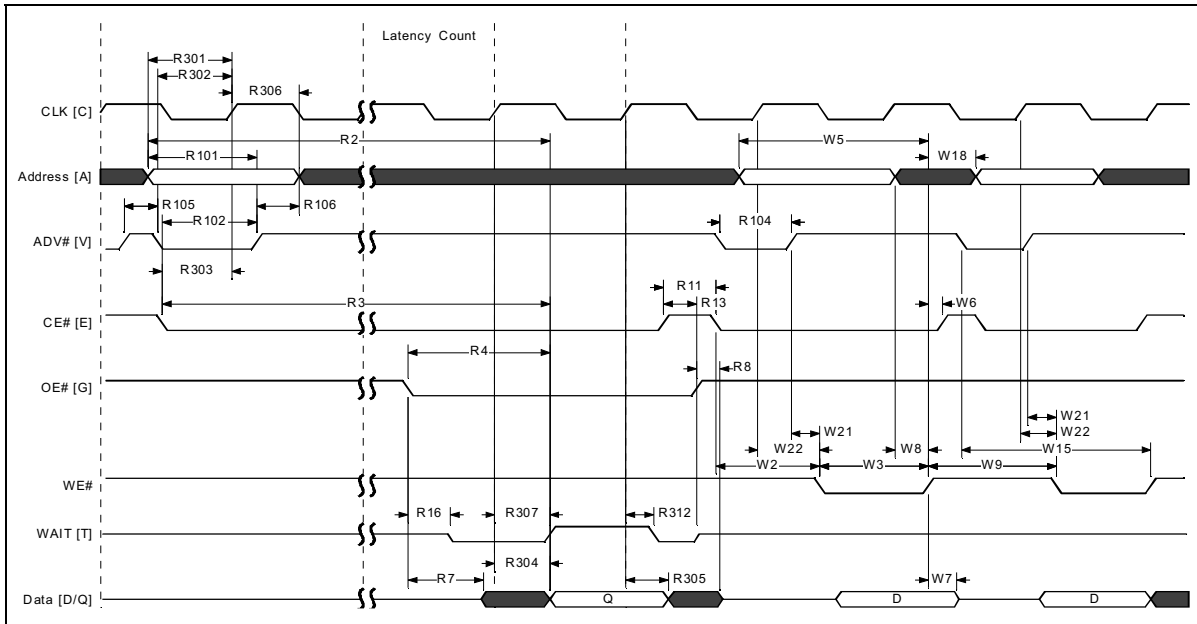 Latency Count
R301
R302
R306
CLK [C]
R2
W5
R101
W18
Address [A]
R105
R102
R106
R104
ADV# [V]
R303
R11
R3
R13
W6
CE# [E]
R4
R8
OE# [G]
W21
W21
W22
W22
W8
W15
W2
W3
W9
WE#
R16
R307
R312
WAIT [T]
R304
R7
R305
W7
Data [D/Q]
Q
D
D